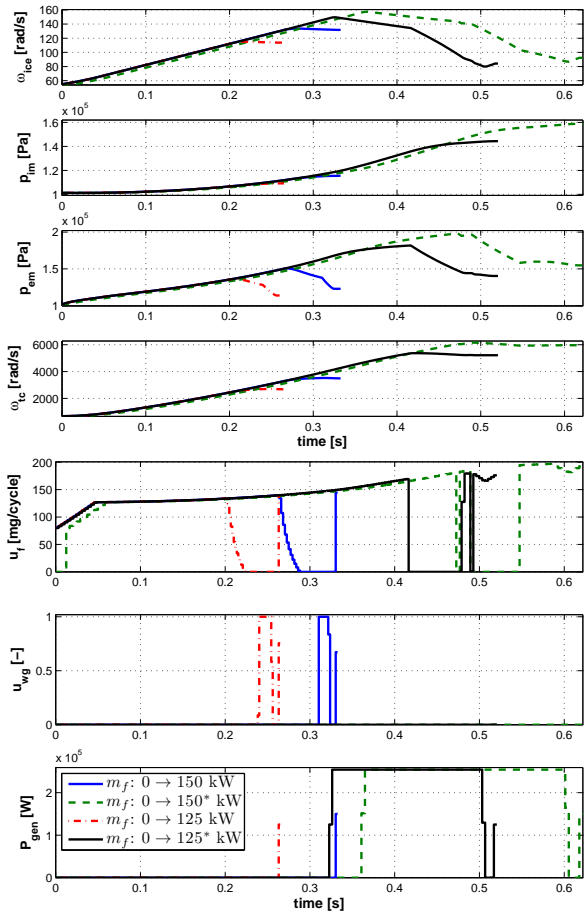 160
140
120
100
80
60
ω_ice [rad/s]
0 0.1 0.2 0.3 0.4 0.5 0.6
x 10^5
1.6
1.4
1.2
1
p_im [Pa]
0 0.1 0.2 0.3 0.4 0.5 0.6
x 10^5
2
1.5
1
p_em [Pa]
0 0.1 0.2 0.3 0.4 0.5 0.6
6000
4000
2000
ω_tc [rad/s]
0 0.1 0.2 0.3 0.4 0.5 0.6
time [s]
200
150
100
50
0
u_f [mg/cycle]
0 0.1 0.2 0.3 0.4 0.5 0.6
1
0.5
0
u_wg [-]
0 0.1 0.2 0.3 0.4 0.5 0.6
x 10^5
2
1
0
P_gen [W]
m_f: 0 → 150 kW
m_f: 0 → 150* kW
m_f: 0 → 125 kW
m_f: 0 → 125* kW
0 0.1 0.2 0.3 0.4 0.5 0.6
time [s]